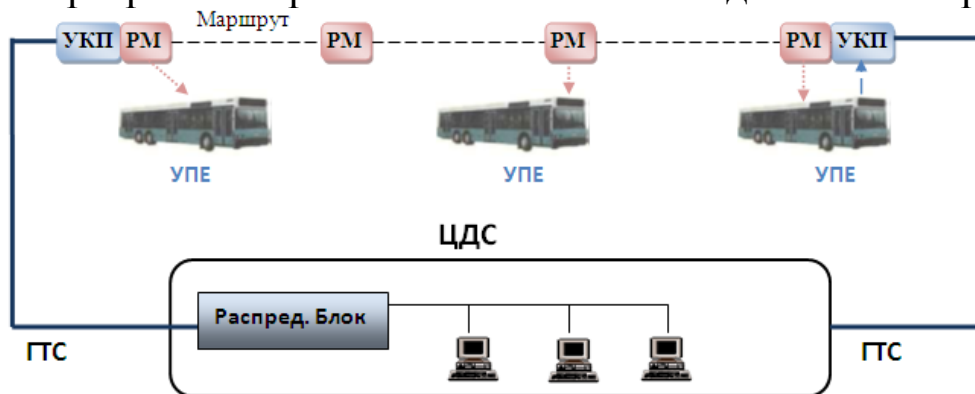 Маршрут
УКП РМ РМ РМ РМ УКП
УПЕ УПЕ УПЕ
ЦДС
Распред. Блок
ГТС ГТС